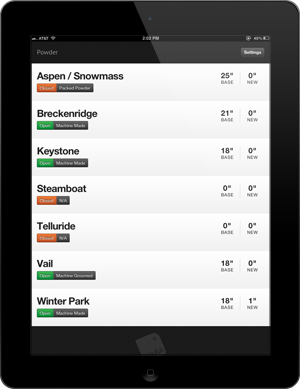 AT&T 2:02 PM 45%
Powder Settings
Aspen / Snowmass 25" 0"
Closed Packed Powder BASE NEW
Breckenridge 21" 0"
Open Machine Made BASE NEW
Keystone 18" 0"
Open Machine Made BASE NEW
Steamboat 0" 0"
Closed N/A BASE NEW
Telluride 0" 0"
Closed N/A BASE NEW
Vail 18" 0"
Open Machine Groomed BASE NEW
Winter Park 18" 1"
Open Machine Made BASE NEW